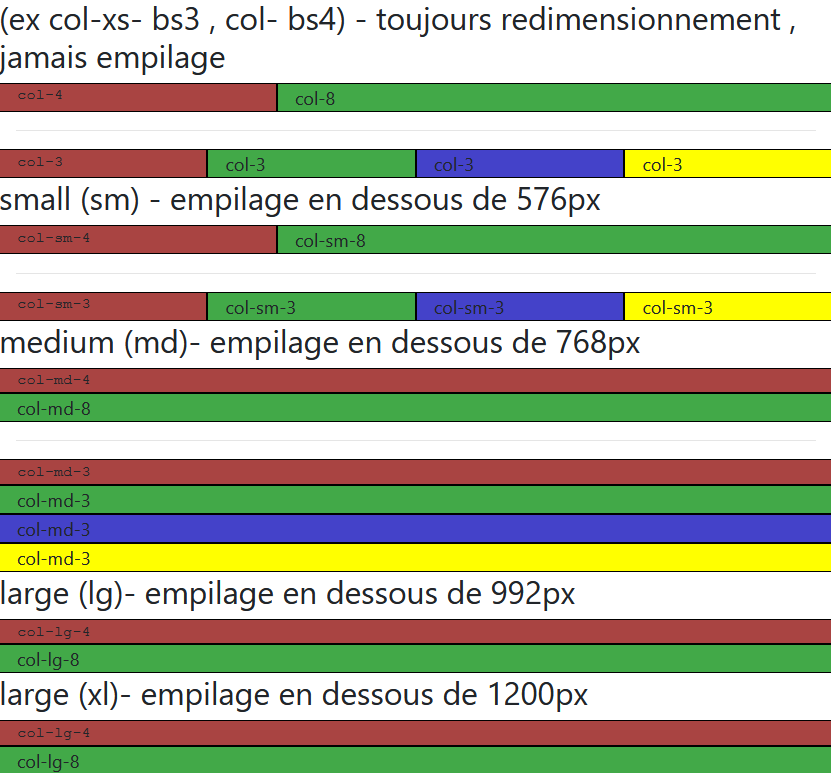 (ex col-xs- bs3 , col- bs4) - toujours redimensionnement ,
jamais empilage
col-4 col-8
col-3 col-3 col-3 col-3
small (sm) - empilage en dessous de 576px
col-sm-4 col-sm-8
col-sm-3 col-sm-3 col-sm-3 col-sm-3
medium (md)- empilage en dessous de 768px
col-md-4
col-md-8
col-md-3
col-md-3
col-md-3
col-md-3
large (lg)- empilage en dessous de 992px
col-lg-4
col-lg-8
large (xl)- empilage en dessous de 1200px
col-lg-4
col-lg-8